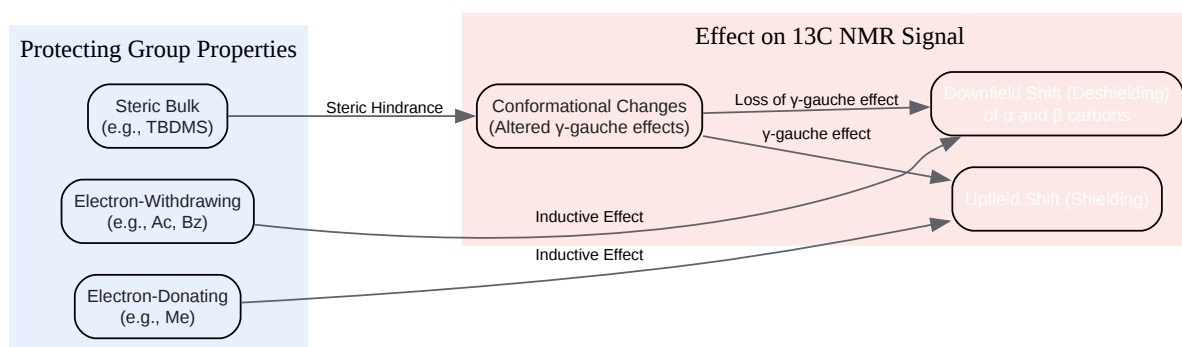 Protecting Group Properties
Effect on 13C NMR Signal
Steric Bulk
(e.g., TBDMS)
Steric Hindrance
Conformational Changes
(Altered γ-gauche effects)
Loss of γ-gauche effect
Downfield Shift (Deshielding)
of α and β carbons
γ-gauche effect
Electron-Withdrawing
(e.g., Ac, Bz)
Inductive Effect
Upfield Shift (Shielding)
Inductive Effect
Electron-Donating
(e.g., Me)